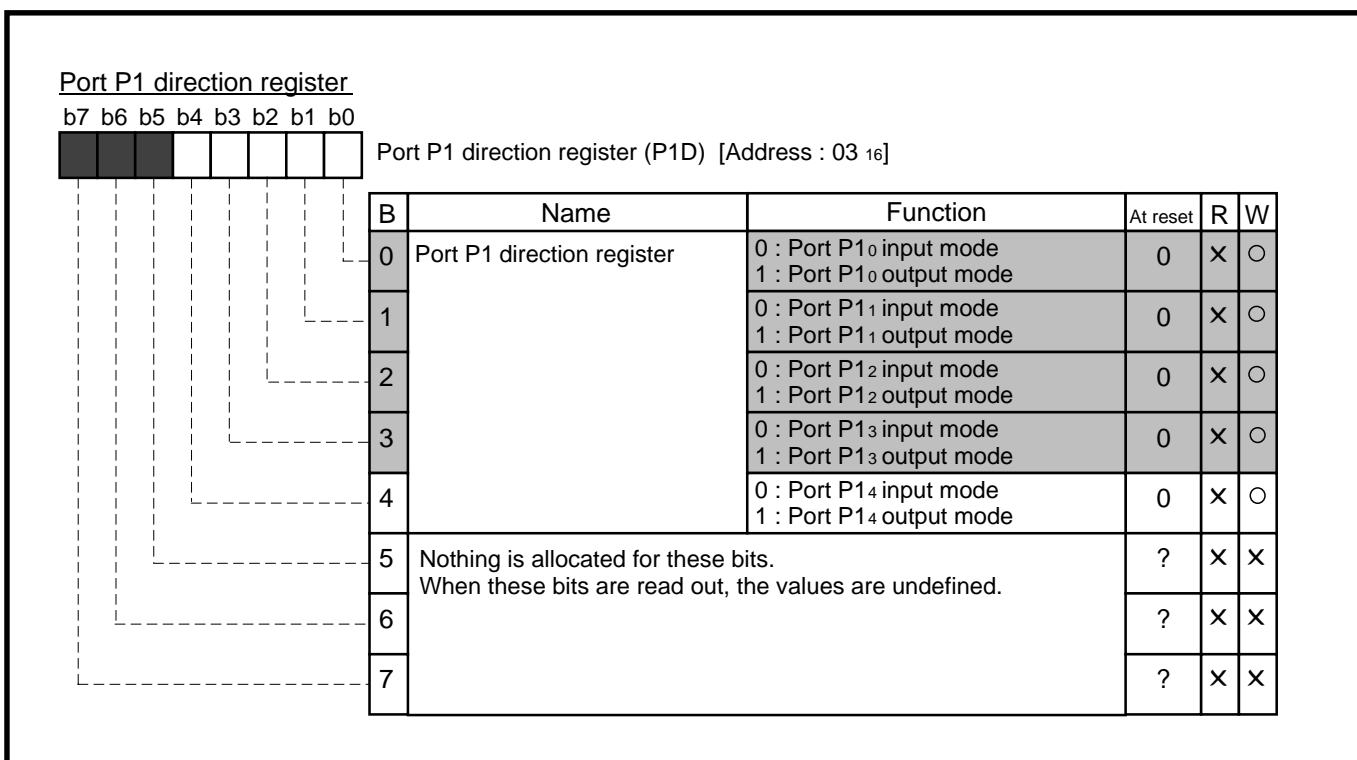 Port P1 direction register
b7 b6 b5 b4 b3 b2 b1 b0
Port P1 direction register (P1D) [Address : 03 16]
B Name Function At reset R W
0 Port P1 direction register 0 : Port P10 input mode 0 × ○
1 : Port P10 output mode
1 0 : Port P11 input mode 0 × ○
1 : Port P11 output mode
2 0 : Port P12 input mode 0 × ○
1 : Port P12 output mode
3 0 : Port P13 input mode 0 × ○
1 : Port P13 output mode
4 0 : Port P14 input mode 0 × ○
1 : Port P14 output mode
5 Nothing is allocated for these bits. ? × ×
When these bits are read out, the values are undefined.
6 ? × ×
7 ? × ×